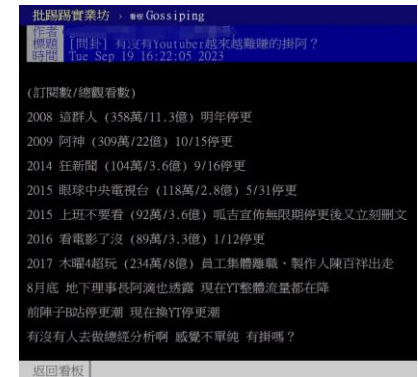 批踢踢實業坊 › Gossiping
作者
標題 [問卦] 有沒有Youtuber越來越難賺的掛阿？
時間 Tue Sep 19 16:22:05 2023
(訂閱數/總觀看數)
2008 這群人 (358萬/11.3億) 明年停更
2009 阿神 (309萬/22億) 10/15停更
2014 狂新聞 (104萬/3.6億) 9/16停更
2015 眼球中央電視台 (118萬/2.8億) 5/31停更
2015 上班不要看 (92萬/3.6億) 呱吉宣佈無限期停更後又立刻刪文
2016 看電影了沒 (89萬/3.3億) 1/12停更
2017 木曜4超玩 (234萬/8億) 員工集體離職、製作人陳百祥出走
8月底 地下理事長阿滴也透露 現在YT整體流量都在降
前陣子B站停更潮 現在換YT停更潮
有沒有人去做總經分析啊 感覺不單純 有掛嗎？
返回看板